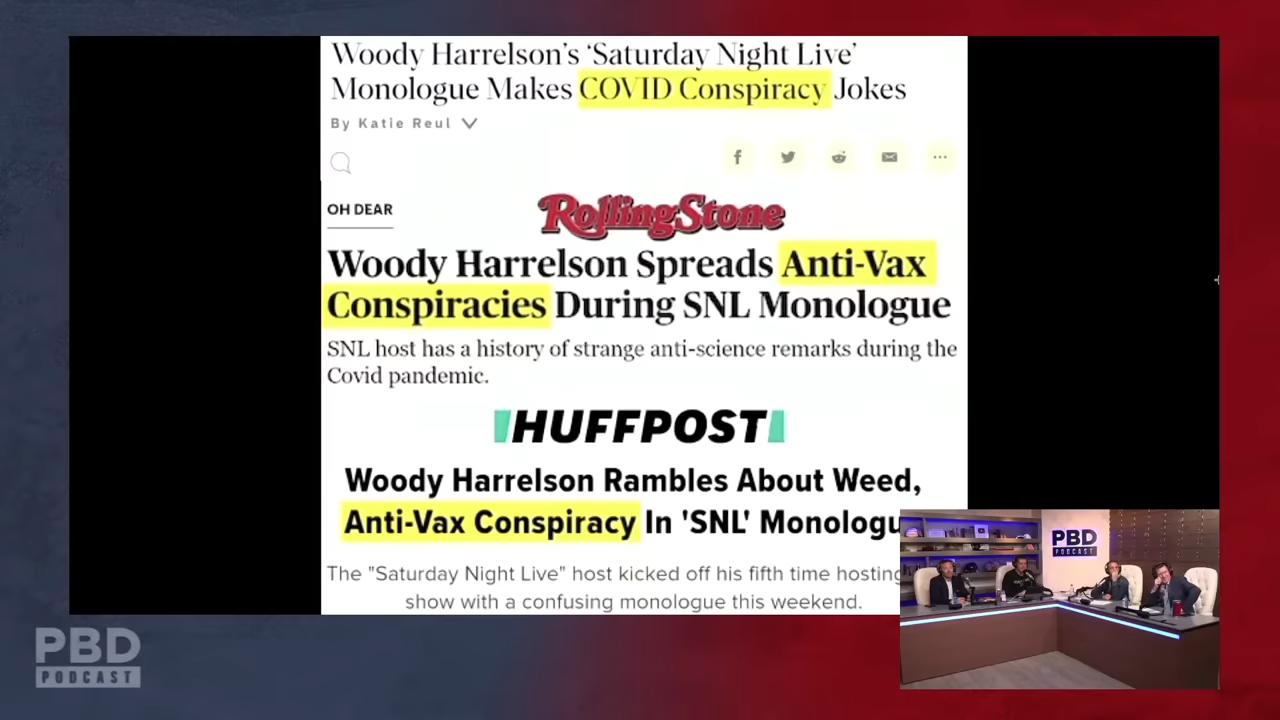 Woody Harrelson's 'Saturday Night Live'
Monologue Makes COVID Conspiracy Jokes
By Katie Reul
OH DEAR
RollingStone
Woody Harrelson Spreads Anti-Vax
Conspiracies During SNL Monologue
SNL host has a history of strange anti-science remarks during the
Covid pandemic.
HUFFPOST
Woody Harrelson Rambles About Weed,
Anti-Vax Conspiracy In 'SNL' Monologu
The "Saturday Night Live" host kicked off his fifth time hosting
show with a confusing monologue this weekend.
PBD
PODCAST
PBD
PODCAST